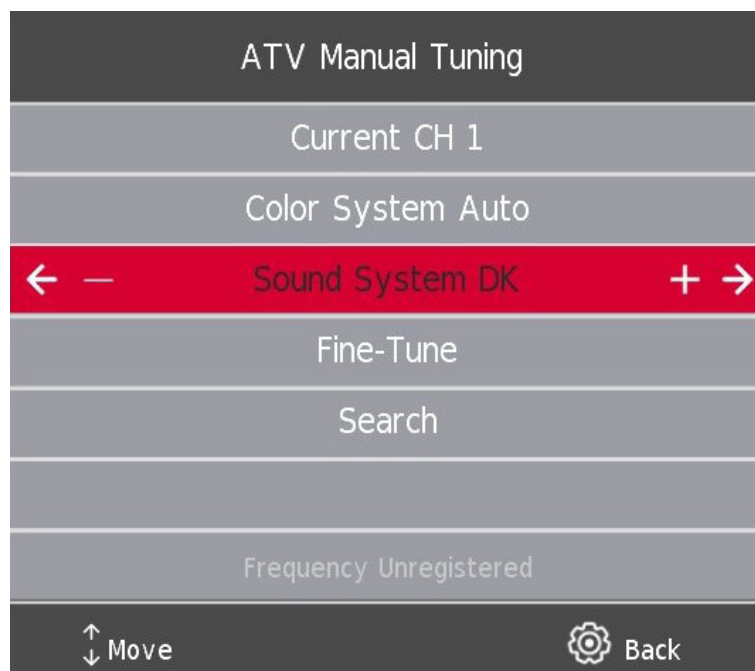 ATV Manual Tuning
Current CH 1
Color System Auto
← — Sound System DK + →
Fine-Tune
Search
Frequency Unregistered
Move Back